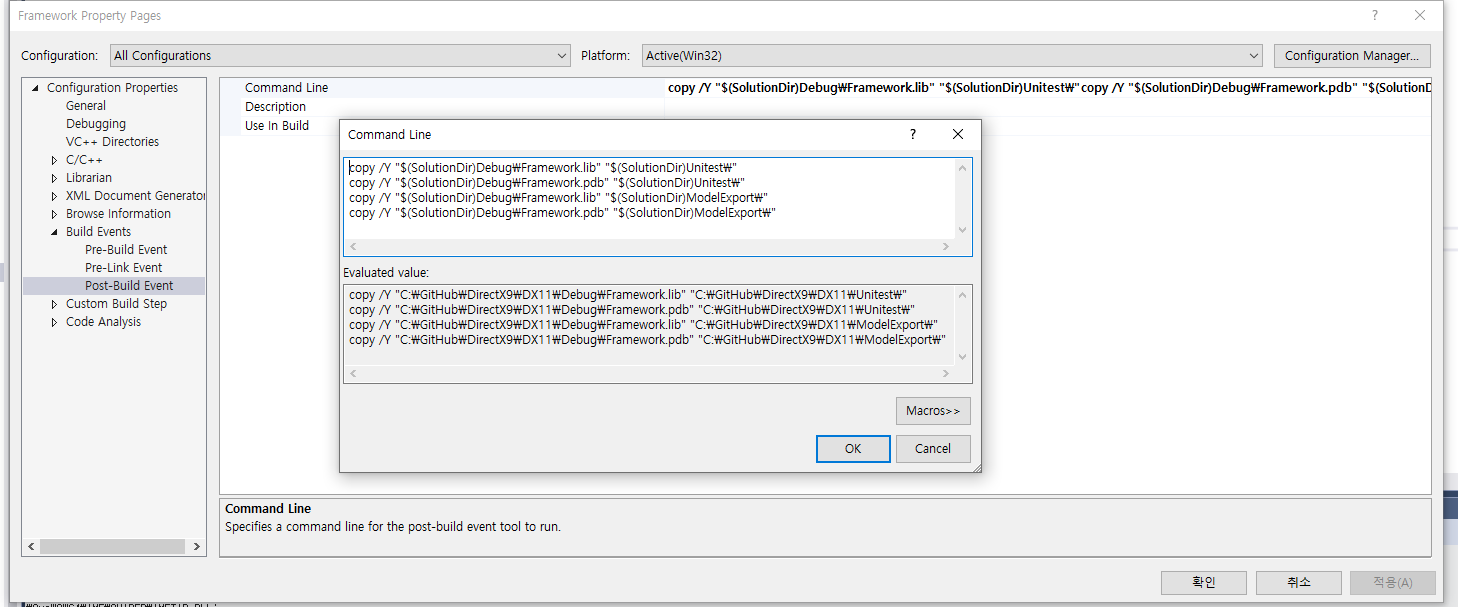 Framework Property Pages
?
Configuration:
All Configurations
Platform:
Active(Win32)
Configuration Manager...
Configuration Properties
General
Debugging
VC++ Directories
C/C++
Librarian
XML Document Generator
Browse Information
Build Events
Pre-Build Event
Pre-Link Event
Post-Build Event
Custom Build Step
Code Analysis
Command Line
copy /Y "$(SolutionDir)Debug₩Framework.lib" "$(SolutionDir)Unitest₩"copy /Y "$(SolutionDir)Debug₩Framework.pdb" "$(SolutionD
Description
Use In Build
Command Line
?
copy /Y "$(SolutionDir)Debug₩Framework.lib" "$(SolutionDir)Unitest₩"
copy /Y "$(SolutionDir)Debug₩Framework.pdb" "$(SolutionDir)Unitest₩"
copy /Y "$(SolutionDir)Debug₩Framework.lib" "$(SolutionDir)ModelExport₩"
copy /Y "$(SolutionDir)Debug₩Framework.pdb" "$(SolutionDir)ModelExport₩"
Evaluated value:
copy /Y "C:₩GitHub₩DirectX9₩DX11₩Debug₩Framework.lib" "C:₩GitHub₩DirectX9₩DX11₩Unitest₩"
copy /Y "C:₩GitHub₩DirectX9₩DX11₩Debug₩Framework.pdb" "C:₩GitHub₩DirectX9₩DX11₩Unitest₩"
copy /Y "C:₩GitHub₩DirectX9₩DX11₩Debug₩Framework.lib" "C:₩GitHub₩DirectX9₩DX11₩ModelExport₩"
copy /Y "C:₩GitHub₩DirectX9₩DX11₩Debug₩Framework.pdb" "C:₩GitHub₩DirectX9₩DX11₩ModelExport₩"
Macros>>
OK
Cancel
Command Line
Specifies a command line for the post-build event tool to run.
확인
취소
적용(A)